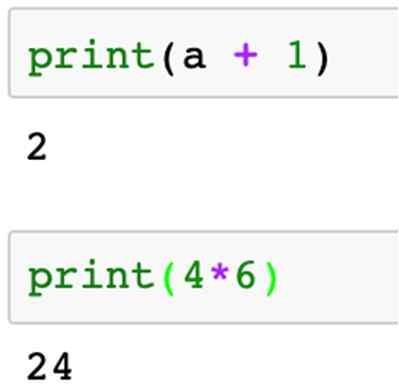 print(a + 1)
2
print(4*6)
24